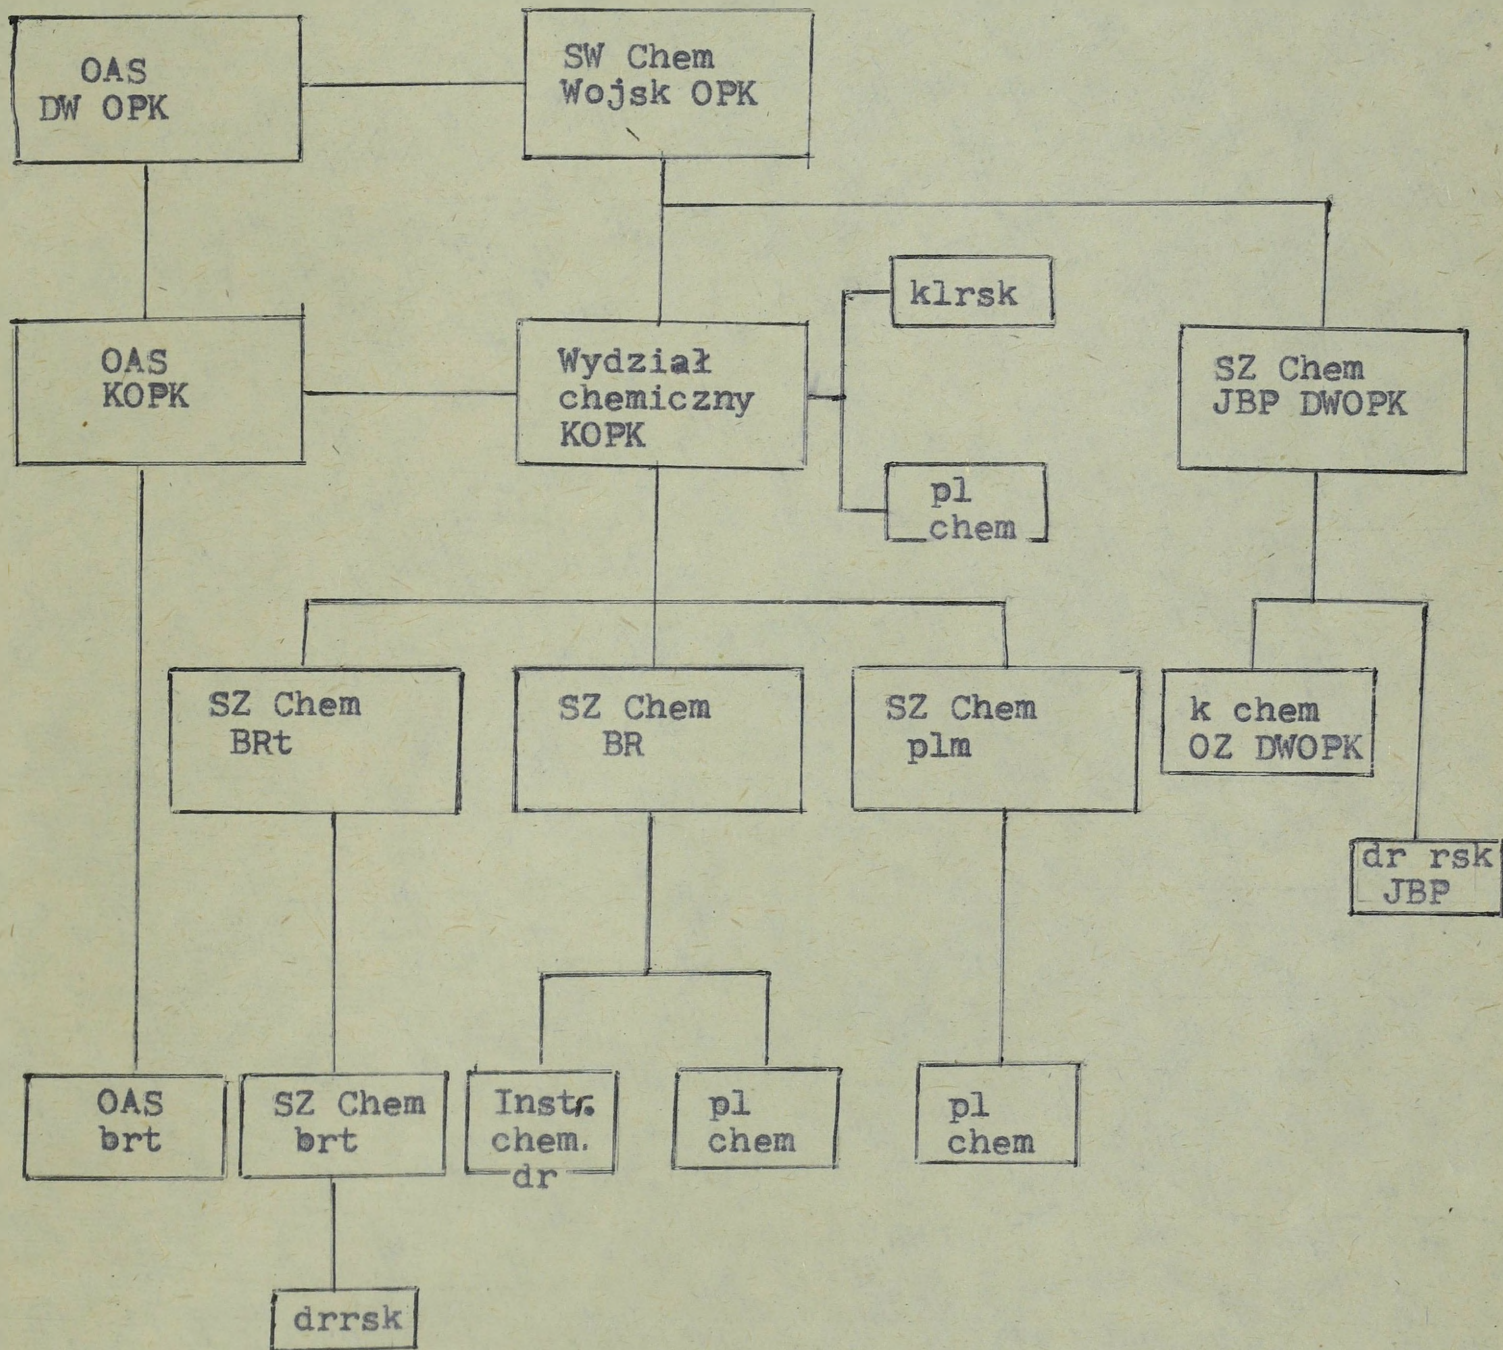 OAS
DW OPK
SW Chem
Wojsk OPK
klrsk
OAS
KOPK
Wydział
chemiczny
KOPK
SZ Chem
JBP DWOPK
pl
chem
SZ Chem
BRt
SZ Chem
BR
SZ Chem
plm
k chem
OZ DWOPK
dr rsk
JBP
OAS
brt
SZ Chem
brt
Instr.
chem.
dr
pl
chem
pl
chem
drrsk